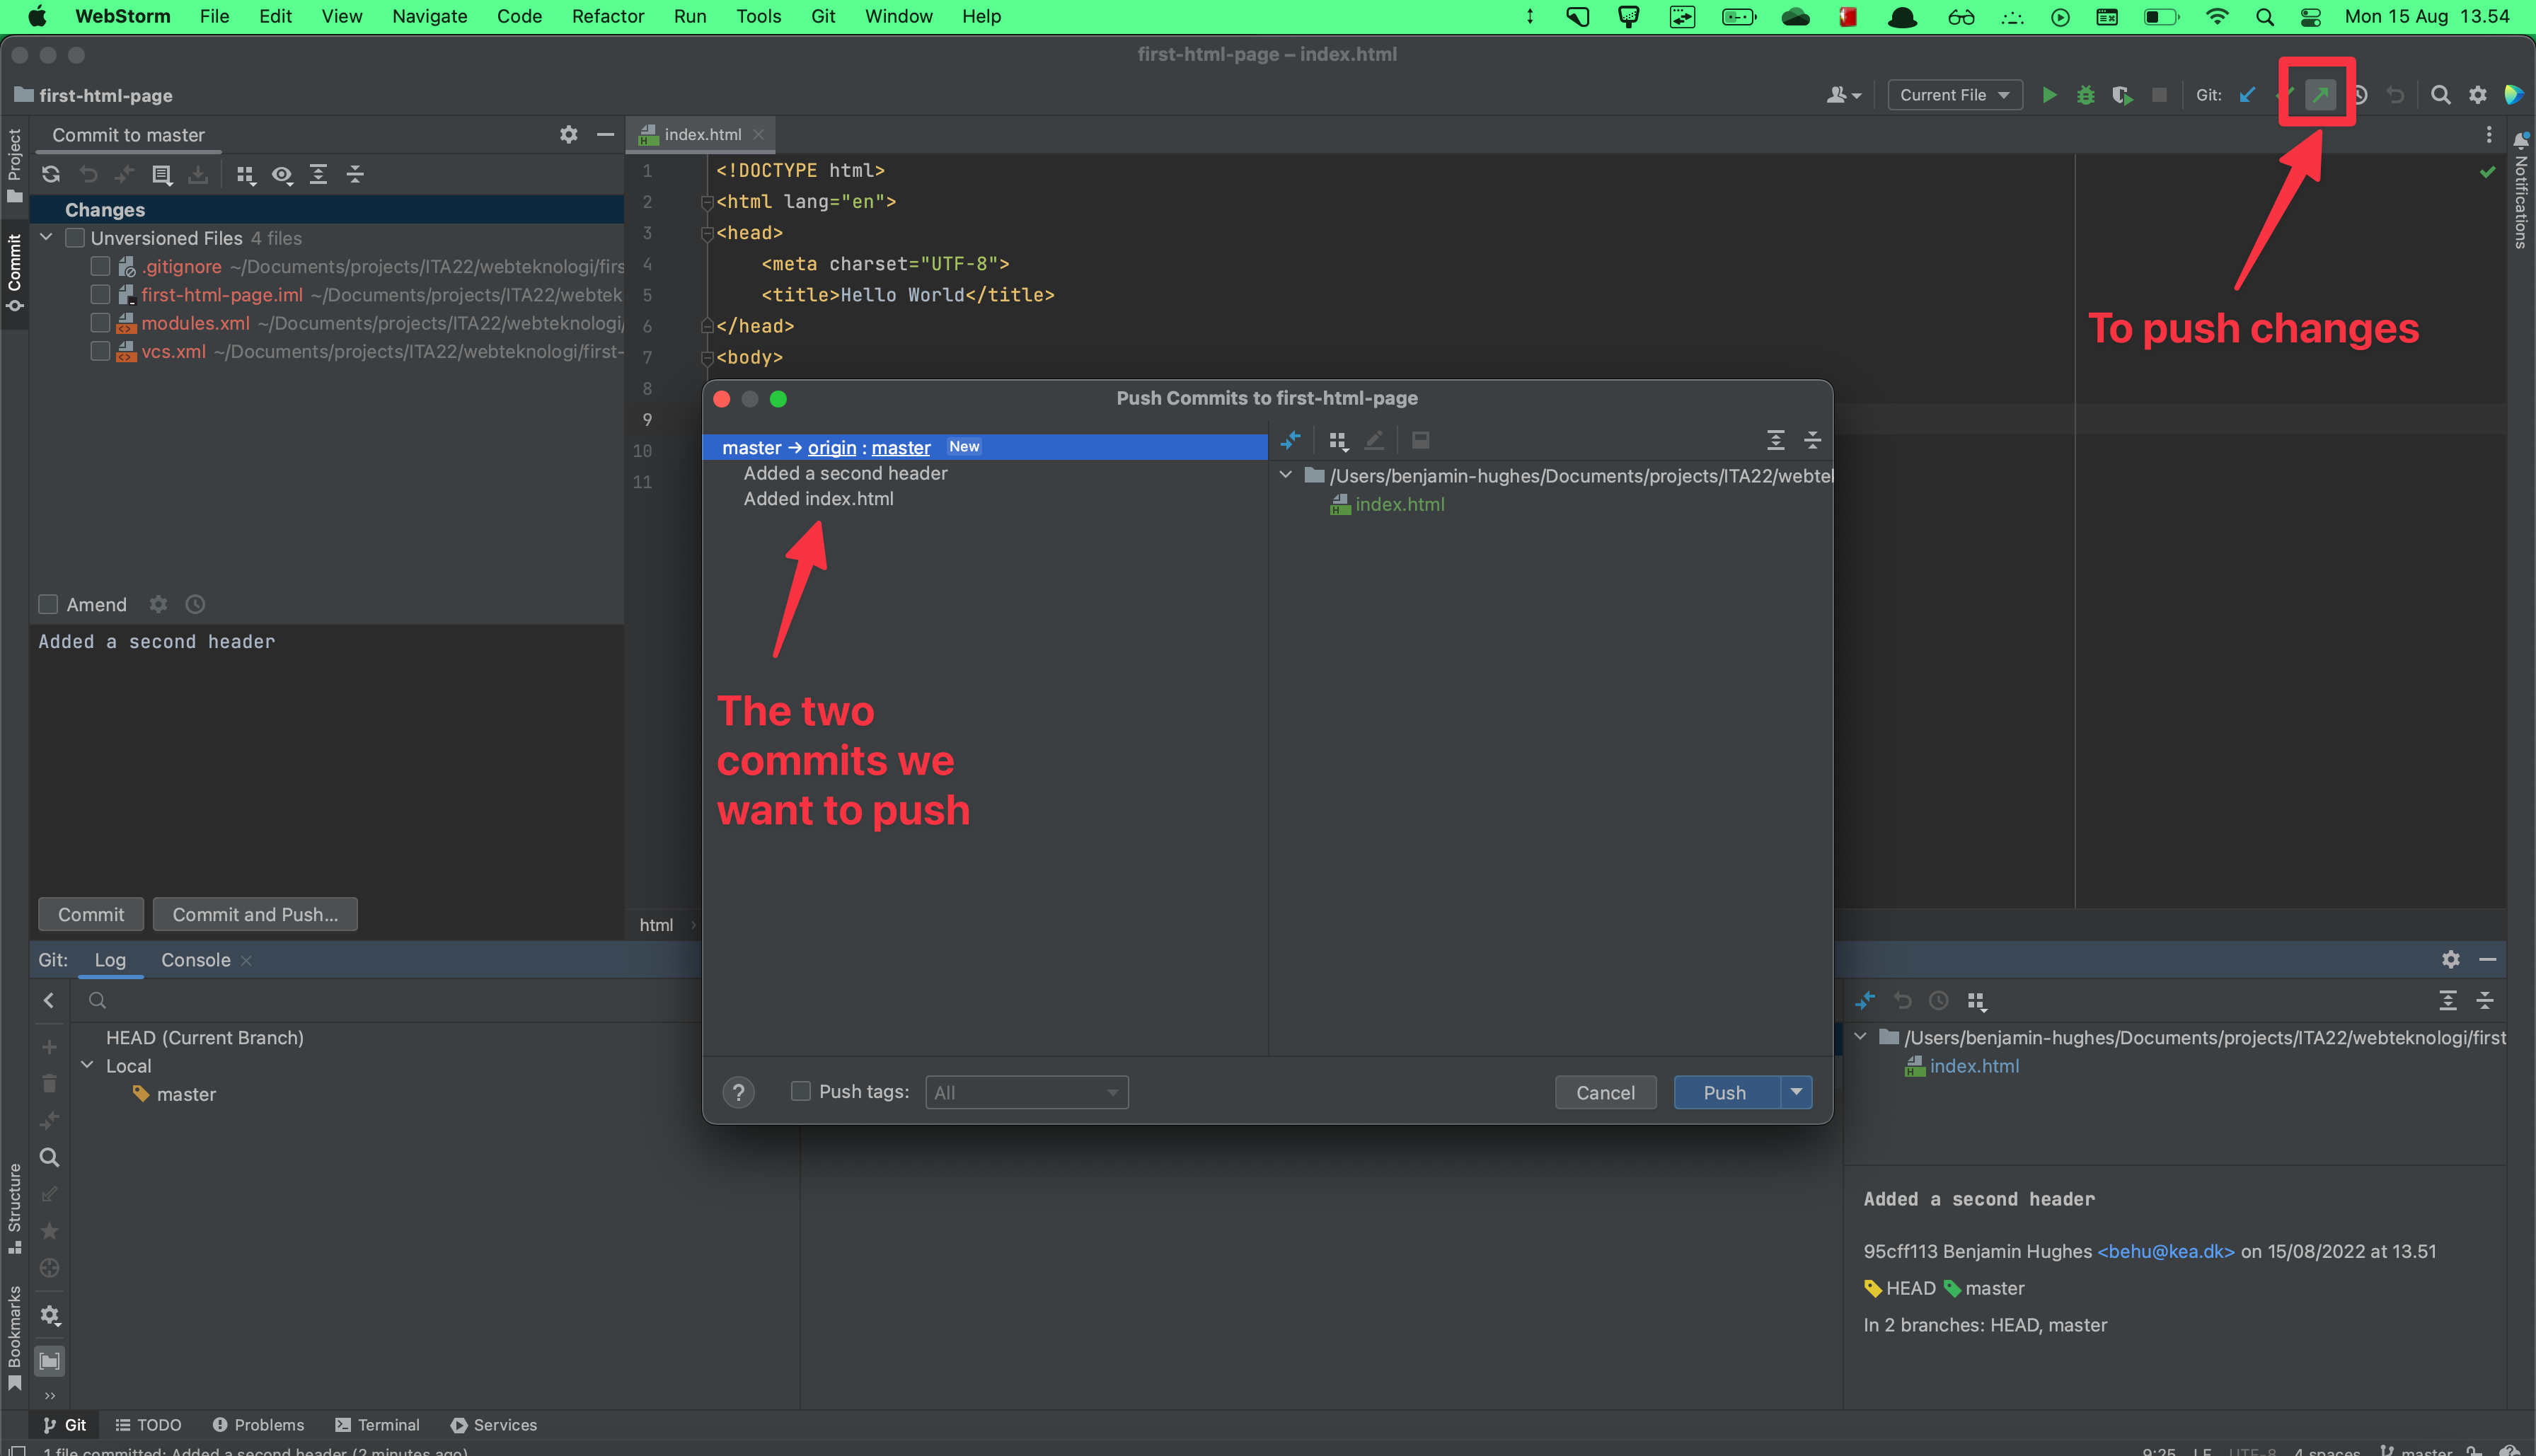 WebStorm File Edit View Navigate Code Refactor Run Tools Git Window Help Mon 15 Aug 13.54
first-html-page – index.html
first-html-page
Current File
Git:
Commit to master
index.html
Project
Commit
Structure
Bookmarks
Notifications
Changes
Unversioned Files 4 files
.gitignore ~/Documents/projects/ITA22/webteknologi/firs
first-html-page.iml ~/Documents/projects/ITA22/webtek
modules.xml ~/Documents/projects/ITA22/webteknologi/
vcs.xml ~/Documents/projects/ITA22/webteknologi/first-
Amend
Added a second header
Commit
Commit and Push...
1 <!DOCTYPE html>
2 <html lang="en">
3 <head>
4 <meta charset="UTF-8">
5 <title>Hello World</title>
6 </head>
7 <body>
8
9
10
11
To push changes
html
Push Commits to first-html-page
master → origin : master New
Added a second header
Added index.html
/Users/benjamin-hughes/Documents/projects/ITA22/webte
index.html
The two
commits we
want to push
? Push tags: All
Cancel
Push
Git: Log Console
HEAD (Current Branch)
Local
master
/Users/benjamin-hughes/Documents/projects/ITA22/webteknologi/first
index.html
Added a second header
95cff113 Benjamin Hughes <behu@kea.dk> on 15/08/2022 at 13.51
HEAD master
In 2 branches: HEAD, master
Git TODO Problems Terminal Services
1 file committed: Added a second header (2 minutes ago)
9:25 LF UTF-8 4 spaces master